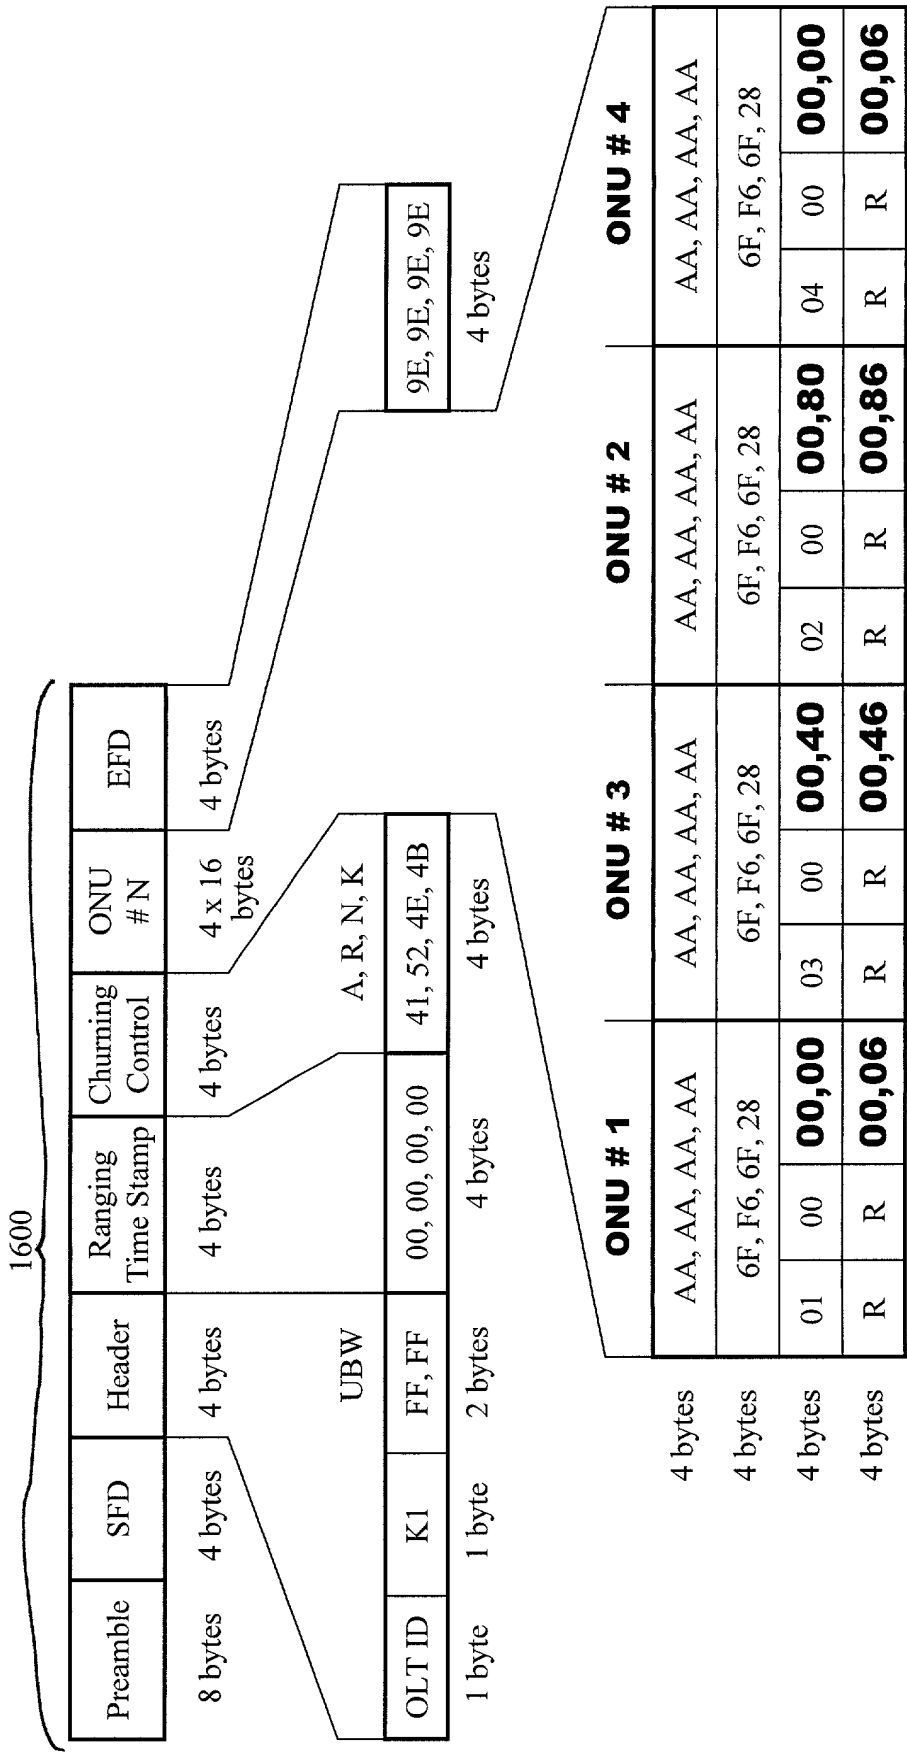 1600
Preamble
SFD
Header
Ranging
Time Stamp
Churning
Control
ONU
# N
EFD
8 bytes
4 bytes
4 bytes
4 bytes
4 bytes
4 x 16
bytes
4 bytes
UBW
A, R, N, K
OLT ID
K1
FF, FF
00, 00, 00, 00
41, 52, 4E, 4B
9E, 9E, 9E, 9E
1 byte
1 byte
2 bytes
4 bytes
4 bytes
4 bytes
ONU # 1
ONU # 3
ONU # 2
ONU # 4
4 bytes
AA, AA, AA, AA, AA
AA, AA, AA, AA, AA
AA, AA, AA, AA, AA
AA, AA, AA, AA, AA
4 bytes
6F, F6, 6F, 28
6F, F6, 6F, 28
6F, F6, 6F, 28
6F, F6, 6F, 28
4 bytes
01
00
00,00
03
00
00,40
02
00
00,80
04
00
00,00
4 bytes
R
R
00,06
R
R
00,46
R
R
00,86
R
R
00,06